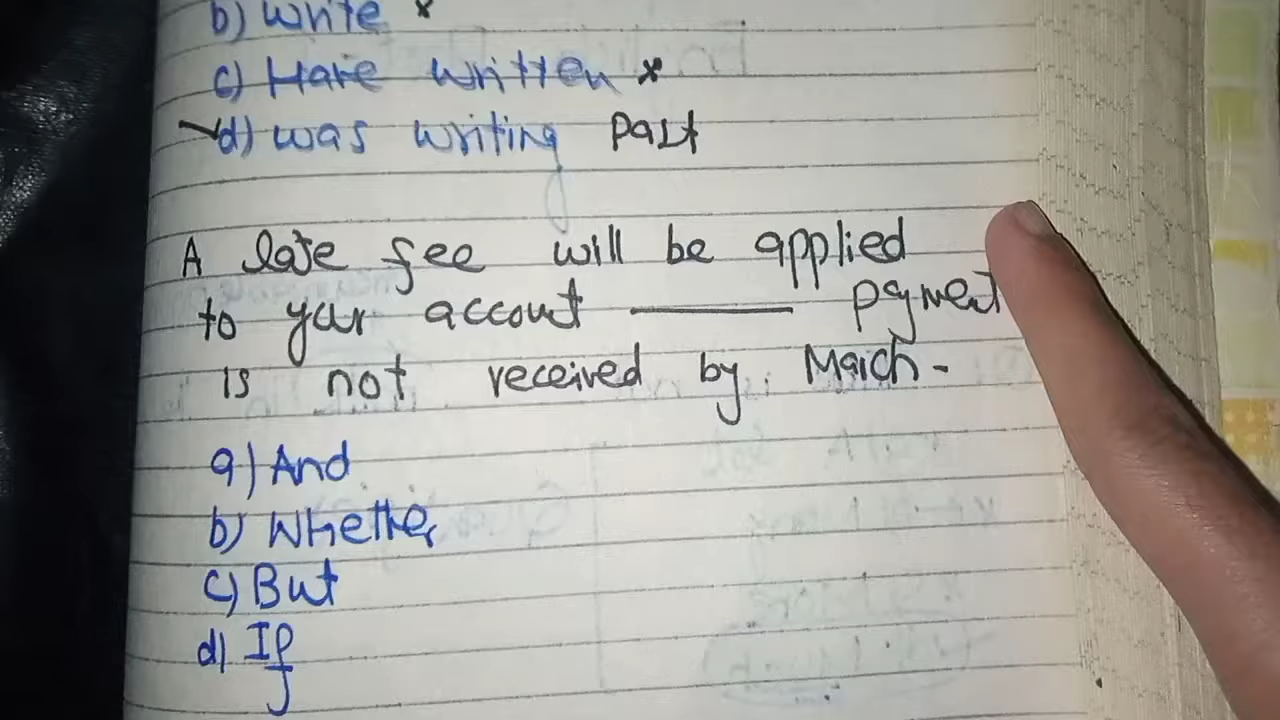 b) Write x
c) Have written x
d) was writing Past
A late fee will be applied
to your account ______ payment
is not received by March.
a) And
b) Whether
c) But
d) If